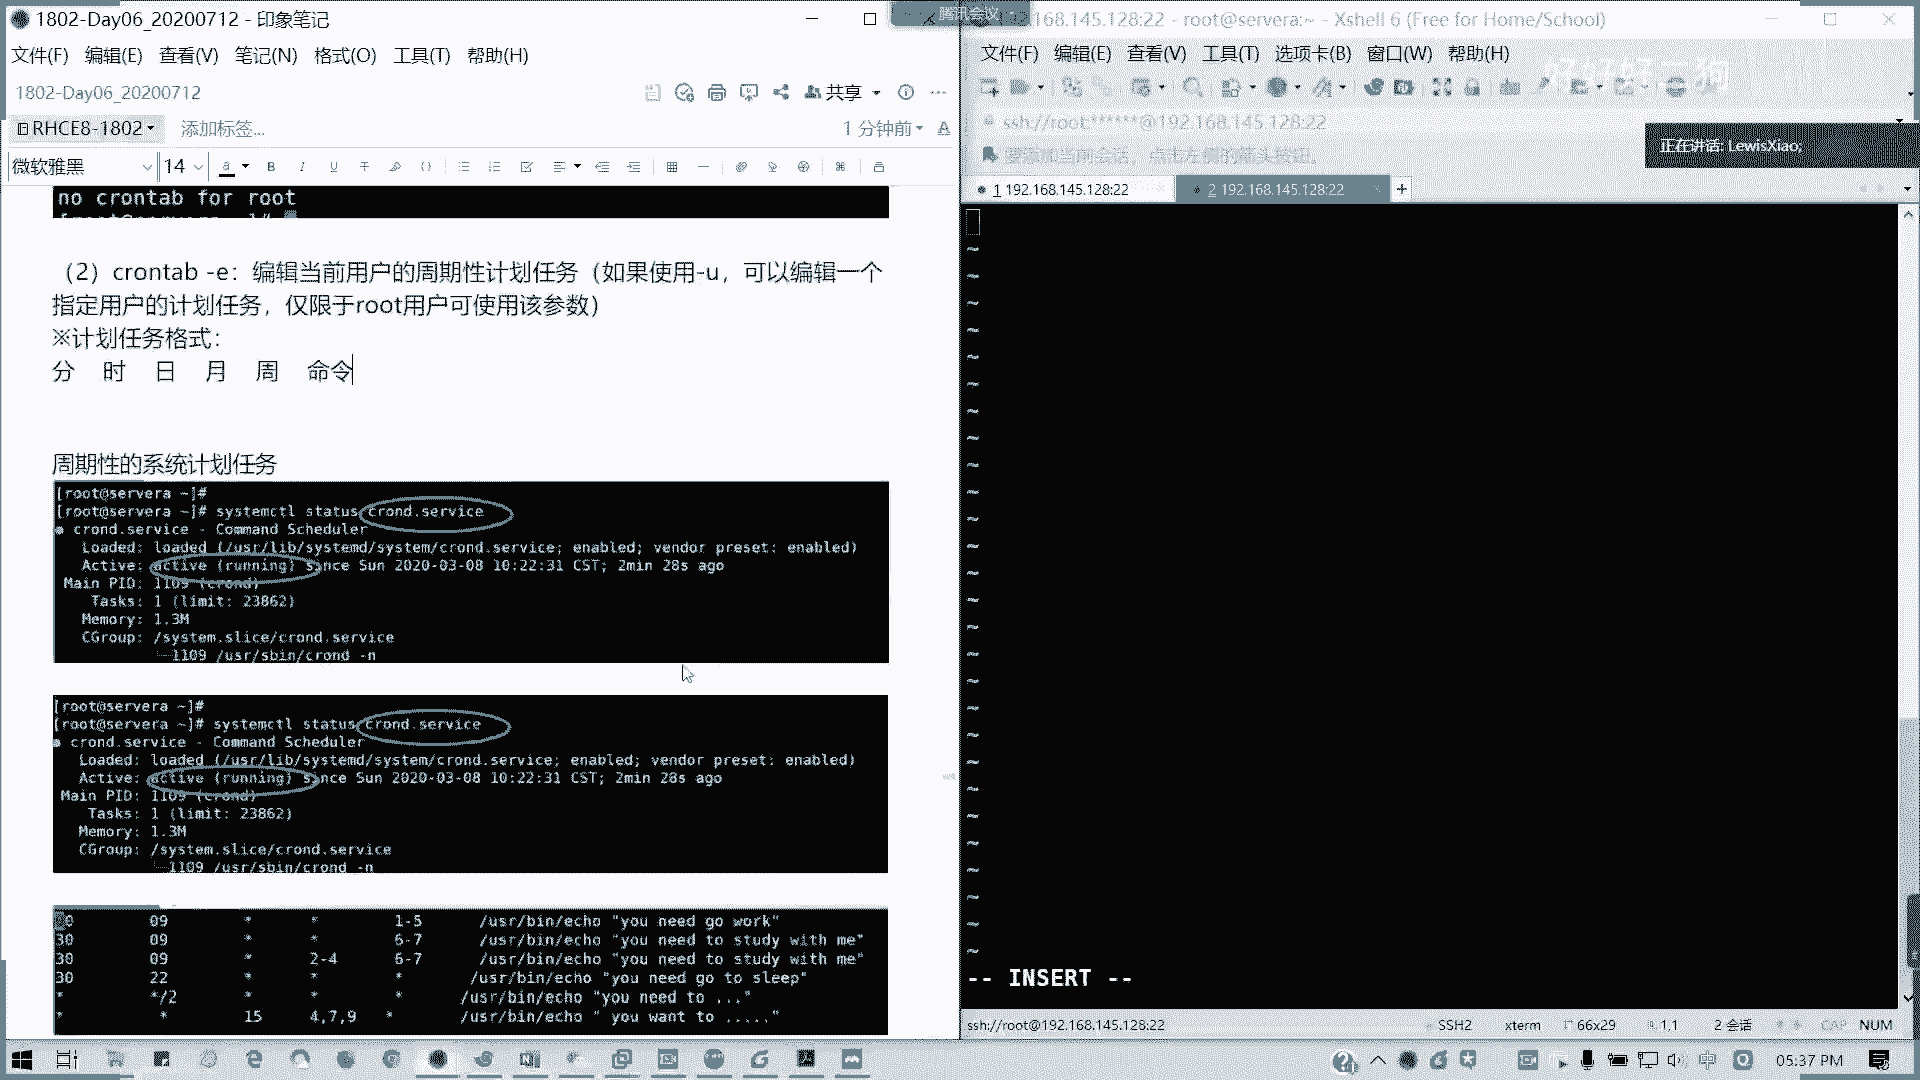 1802-Day06_20200712 - 印象笔记
文件(F) 编辑(E) 查看(V) 笔记(N) 格式(O) 工具(T) 帮助(H)
1802-Day06_20200712
共享
RHCE8-1802 添加标签...
1 分钟前
微软雅黑 14
no crontab for root
（2）crontab -e：编辑当前用户的周期性计划任务（如果使用-u，可以编辑一个
指定用户的计划任务，仅限于root用户可使用该参数）
※计划任务格式：
分 时 日 月 周 命令
周期性的系统计划任务
[root@servera ~]#
[root@servera ~]# systemctl status crond.service
● crond.service - Command Scheduler
Loaded: loaded (/usr/lib/systemd/system/crond.service; enabled; vendor preset: enabled)
Active: active (running) since Sun 2020-03-08 10:22:31 CST; 2min 28s ago
Main PID: 1109 (crond)
Tasks: 1 (limit: 23862)
Memory: 1.3M
CGroup: /system.slice/crond.service
└─1109 /usr/sbin/crond -n
[root@servera ~]#
[root@servera ~]# systemctl status crond.service
● crond.service - Command Scheduler
Loaded: loaded (/usr/lib/systemd/system/crond.service; enabled; vendor preset: enabled)
Active: active (running) since Sun 2020-03-08 10:22:31 CST; 2min 28s ago
Main PID: 1109 (crond)
Tasks: 1 (limit: 23862)
Memory: 1.3M
CGroup: /system.slice/crond.service
└─1109 /usr/sbin/crond -n
30 09 * * 1-5 /usr/bin/echo "you need go work"
30 09 * * 6-7 /usr/bin/echo "you need to study with me"
30 09 * 2-4 6-7 /usr/bin/echo "you need to study with me"
30 22 * * * /usr/bin/echo "you need go to sleep"
* */2 * * * /usr/bin/echo "you need to ..."
* * 15 4,7,9 * /usr/bin/echo " you want to ....."
腾讯会议
192.168.145.128:22 - root@servera:~ - Xshell 6 (Free for Home/School)
文件(F) 编辑(E) 查看(V) 工具(T) 选项卡(B) 窗口(W) 帮助(H)
ssh://root:******@192.168.145.128:22
正在讲话: LewisXiao;
要添加当前会话，点击左侧的箭头按钮。
1 192.168.145.128:22 2 192.168.145.128:22
-- INSERT --
ssh://root@192.168.145.128:22 SSH2 xterm 66x29 1,1 2 会话 CAP NUM
中 05:37 PM